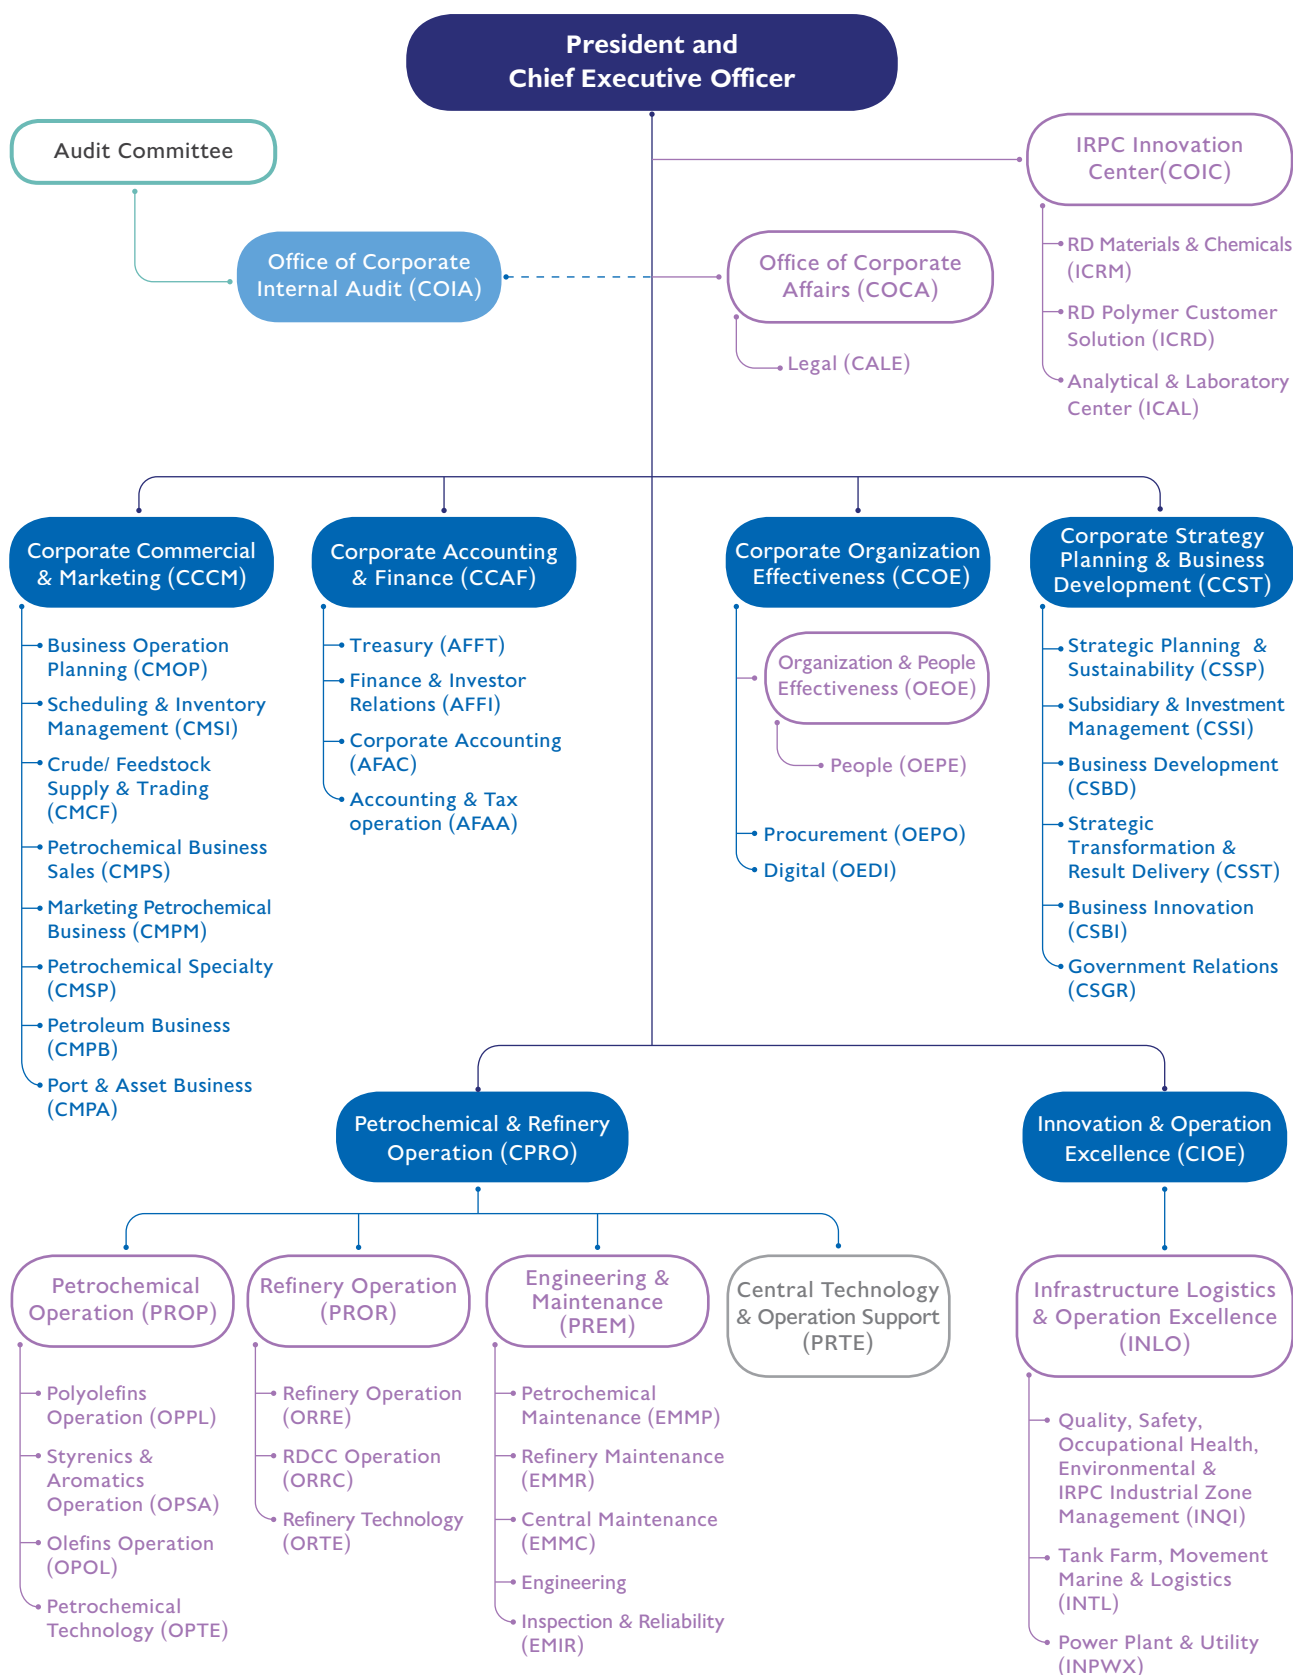 President and
Chief Executive Officer
Audit Committee
IRPC Innovation
Center(COIC)
RD Materials & Chemicals
(ICRM)
RD Polymer Customer
Solution (ICRD)
Analytical & Laboratory
Center (ICAL)
Office of Corporate
Internal Audit (COIA)
Office of Corporate
Affairs (COCA)
Legal (CALE)
Corporate Commercial
& Marketing (CCCM)
Business Operation
Planning (CMOP)
Scheduling & Inventory
Management (CMSI)
Crude/ Feedstock
Supply & Trading
(CMCF)
Petrochemical Business
Sales (CMPS)
Marketing Petrochemical
Business (CMPM)
Petrochemical Specialty
(CMSP)
Petroleum Business
(CMPB)
Port & Asset Business
(CMPA)
Corporate Accounting
& Finance (CCAF)
Treasury (AFFT)
Finance & Investor
Relations (AFFI)
Corporate Accounting
(AFAC)
Accounting & Tax
operation (AFAA)
Corporate Organization
Effectiveness (CCOE)
Organization & People
Effectiveness (OEOE)
People (OEPE)
Procurement (OEPO)
Digital (OEDI)
Corporate Strategy
Planning & Business
Development (CCST)
Strategic Planning &
Sustainability (CSSP)
Subsidiary & Investment
Management (CSSI)
Business Development
(CSBD)
Strategic
Transformation &
Result Delivery (CSST)
Business Innovation
(CSBI)
Government Relations
(CSGR)
Petrochemical & Refinery
Operation (CPRO)
Innovation & Operation
Excellence (CIOE)
Petrochemical
Operation (PROP)
Polyolefins
Operation (OPPL)
Styrenics &
Aromatics
Operation (OPSA)
Olefins Operation
(OPOL)
Petrochemical
Technology (OPTE)
Refinery Operation
(PROR)
Refinery Operation
(ORRE)
RDCC Operation
(ORRC)
Refinery Technology
(ORTE)
Engineering &
Maintenance
(PREM)
Petrochemical
Maintenance (EMMP)
Refinery Maintenance
(EMMR)
Central Maintenance
(EMMC)
Engineering
Inspection & Reliability
(EMIR)
Central Technology
& Operation Support
(PRTE)
Infrastructure Logistics
& Operation Excellence
(INLO)
Quality, Safety,
Occupational Health,
Environmental &
IRPC Industrial Zone
Management (INQI)
Tank Farm, Movement
Marine & Logistics
(INTL)
Power Plant & Utility
(INPWX)